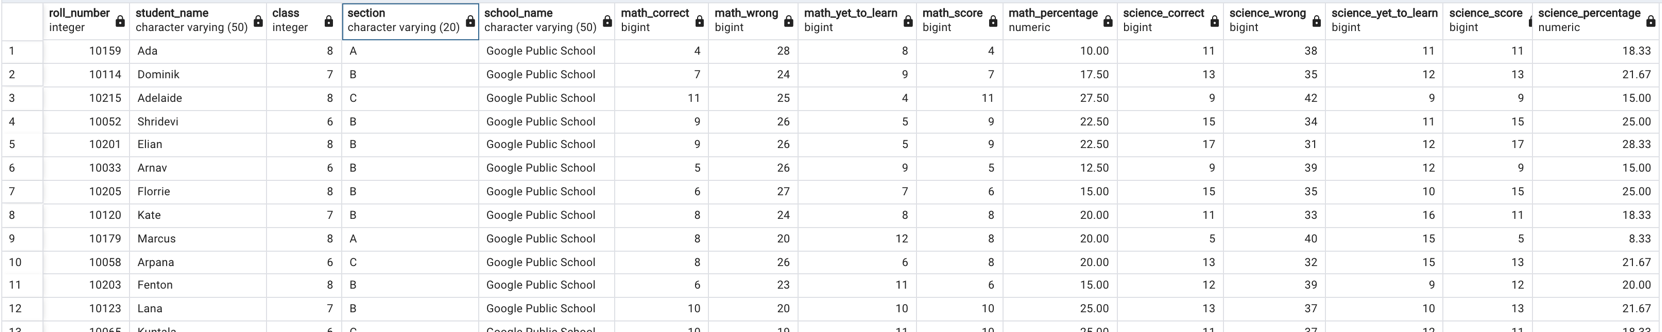 roll_number integer student_name character varying (50) class integer section character varying (20) school_name character varying (50) math_correct bigint math_wrong bigint math_yet_to_learn bigint math_score bigint math_percentage numeric science_correct bigint science_wrong bigint science_yet_to_learn bigint science_score bigint science_percentage numeric
1 10159 Ada 8 A Google Public School 4 28 8 4 10.00 11 38 11 11 18.33
2 10114 Dominik 7 B Google Public School 7 24 9 7 17.50 13 35 12 13 21.67
3 10215 Adelaide 8 C Google Public School 11 25 4 11 27.50 9 42 9 9 15.00
4 10052 Shridevi 6 B Google Public School 9 26 5 9 22.50 15 34 11 15 25.00
5 10201 Elian 8 B Google Public School 9 26 5 9 22.50 17 31 12 17 28.33
6 10033 Arnav 6 B Google Public School 5 26 9 5 12.50 9 39 12 9 15.00
7 10205 Florrie 8 B Google Public School 6 27 7 6 15.00 15 35 10 15 25.00
8 10120 Kate 7 B Google Public School 8 24 8 8 20.00 11 33 16 11 18.33
9 10179 Marcus 8 A Google Public School 8 20 12 8 20.00 5 40 15 5 8.33
10 10058 Arpana 6 C Google Public School 8 26 6 8 20.00 13 32 15 13 21.67
11 10203 Fenton 8 B Google Public School 6 23 11 6 15.00 12 39 9 12 20.00
12 10123 Lana 7 B Google Public School 10 20 10 10 25.00 13 37 10 13 21.67